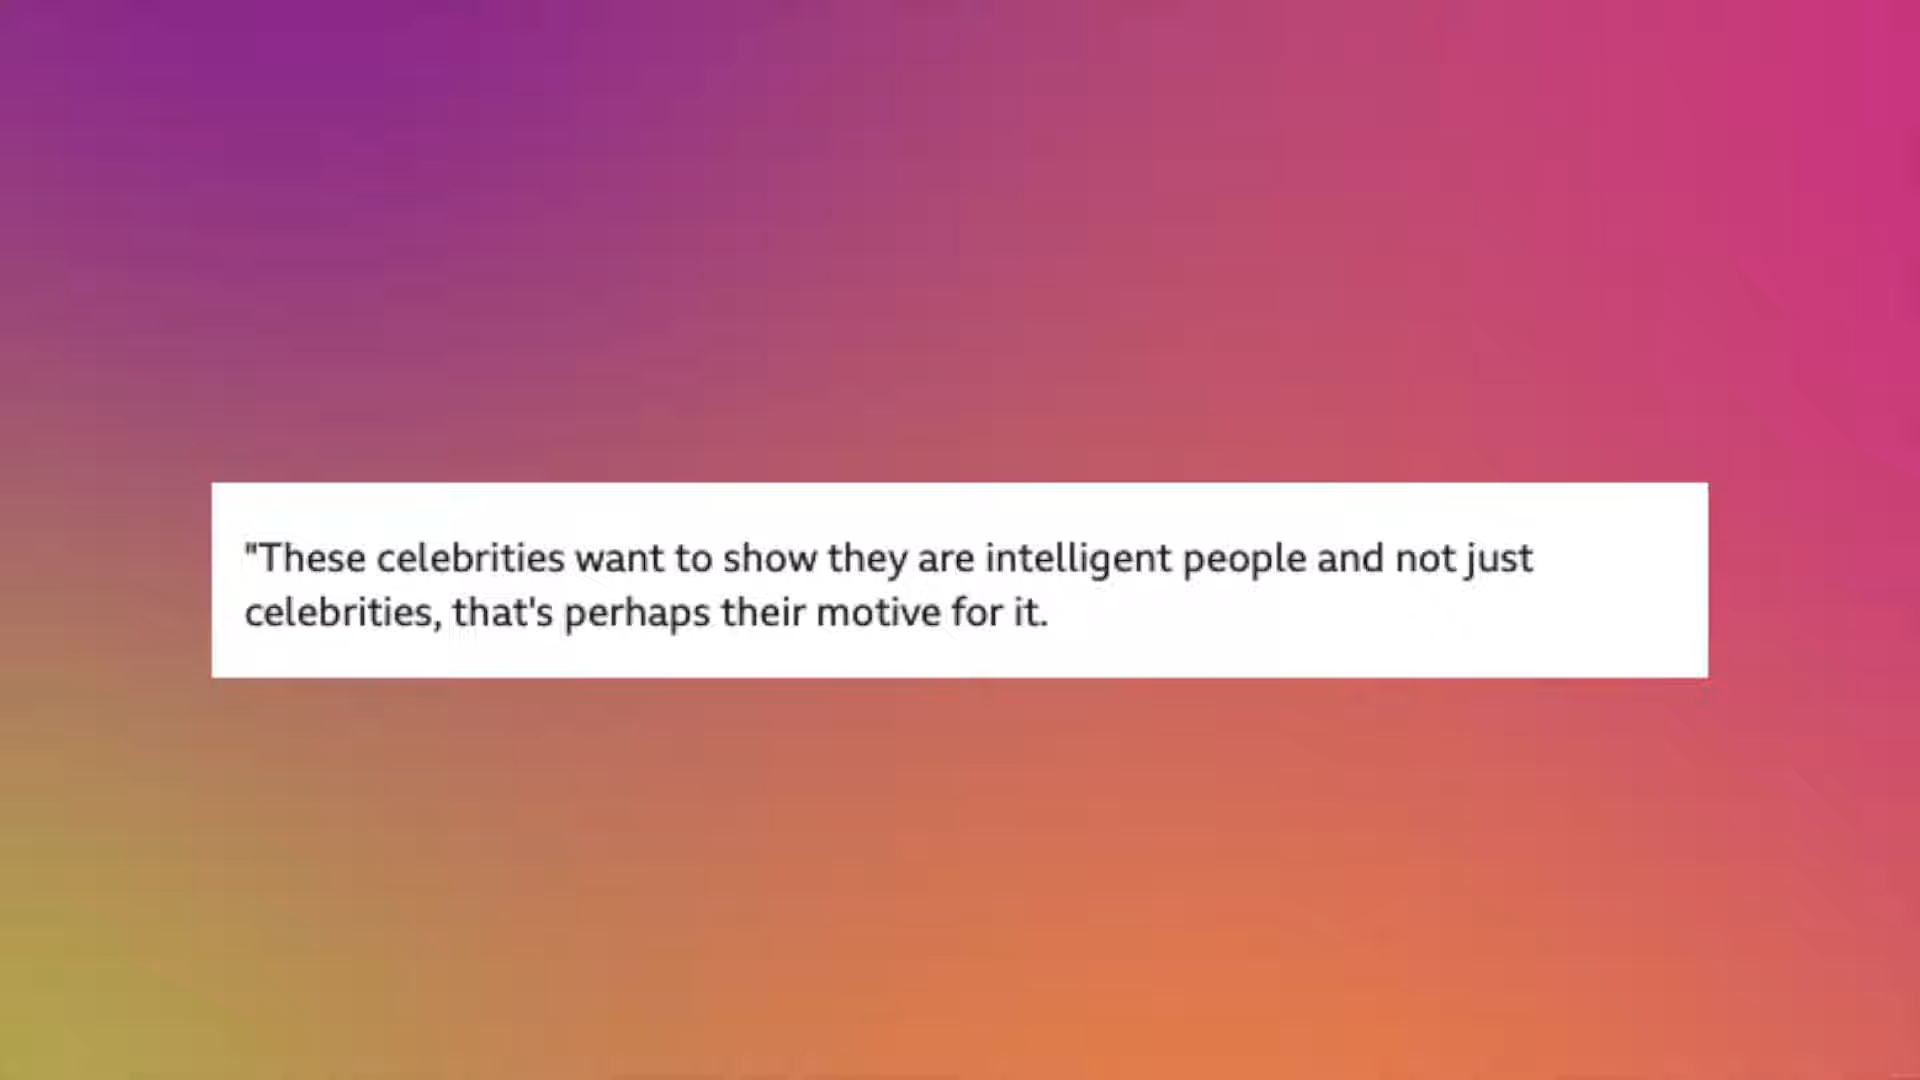 "These celebrities want to show they are intelligent people and not just
celebrities, that's perhaps their motive for it.